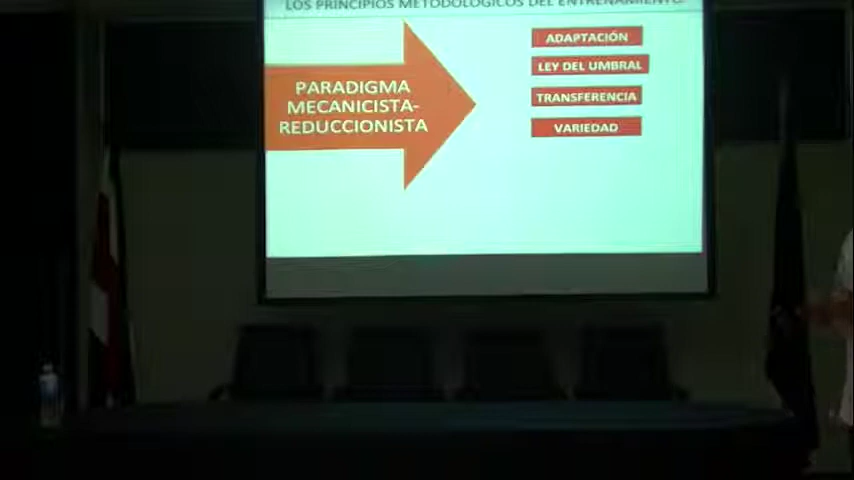 LOS PRINCIPIOS METODOLÓGICOS DEL ENTRENAMIENTO
PARADIGMA
MECANICISTA-
REDUCCIONISTA
ADAPTACIÓN
LEY DEL UMBRAL
TRANSFERENCIA
VARIEDAD